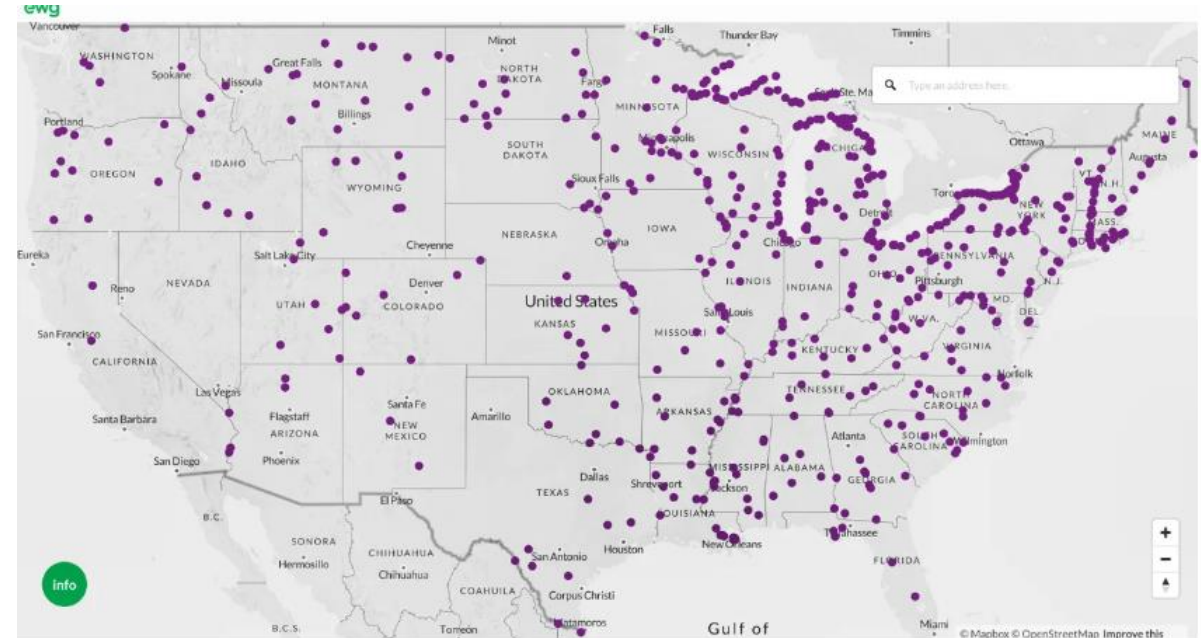 ewg
Vancouver
Falls
Thunder Bay
Timmins
Minot
WASHINGTON
Spokane
Missoula
Great Falls
MONTANA
NORTH
DAKOTA
Fargo
Type an address here.
MINNESOTA
Billings
Portland
Minneapolis
Ottawa
MAINE
SOUTH
DAKOTA
WISCONSIN
Augusta
OREGON
IDAHO
WYOMING
Sioux Falls
VT.
N.H.
Detroit
NEW
YORK
MASS.
Eureka
Cheyenne
NEBRASKA
Omaha
IOWA
Chicago
Salt Lake City
PENNSYLVANIA
Reno
NEVADA
UTAH
Denver
COLORADO
United States
KANSAS
ILLINOIS
INDIANA
OHIO
Pittsburgh
N.J.
MD.
DEL.
San Francisco
MISSOURI
W.VA.
VIRGINIA
CALIFORNIA
KENTUCKY
Norfolk
Las Vegas
OKLAHOMA
TENNESSEE
NORTH
CAROLINA
Santa Barbara
Flagstaff
ARIZONA
Santa Fe
NEW
MEXICO
Amarillo
ARKANSAS
Atlanta
SOUTH
CAROLINA
Wilmington
San Diego
Phoenix
Dallas
TEXAS
Shreveport
MISSISSIPPI
ALABAMA
Jackson
GEORGIA
El Paso
LOUISIANA
B.C.
SONORA
Hermosillo
CHIHUAHUA
Chihuahua
San Antonio
Houston
New Orleans
Tallahassee
FLORIDA
info
COAHUILA
Corpus Christi
B.C.S.
Torreón
Matamoros
Gulf of
Miami
© Mapbox © OpenStreetMap Improve this